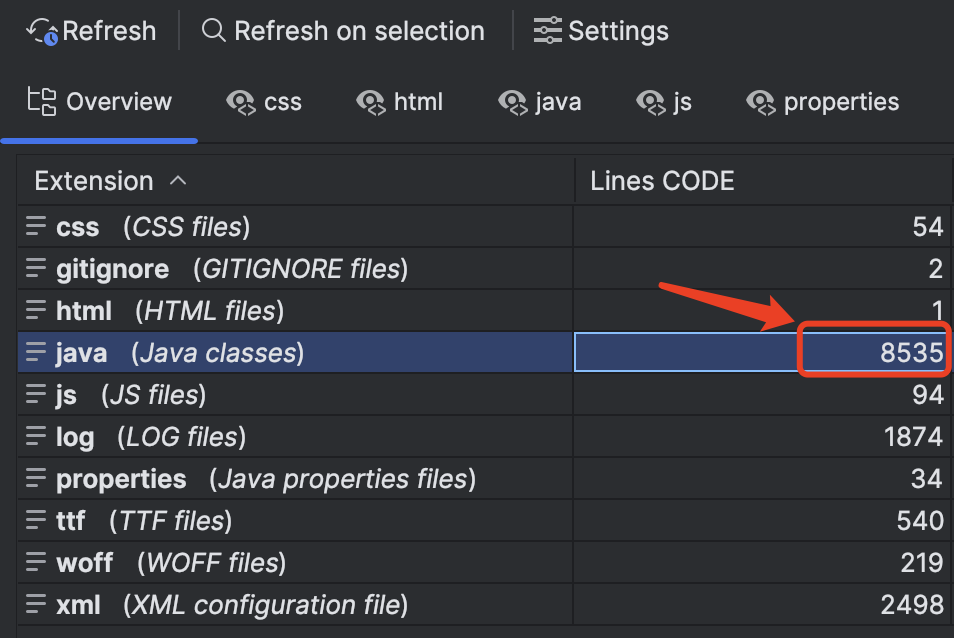 Refresh Refresh on selection Settings
Overview css html java js properties
Extension Lines CODE
css (CSS files) 54
gitignore (GITIGNORE files) 2
html (HTML files) 1
java (Java classes) 8535
js (JS files) 94
log (LOG files) 1874
properties (Java properties files) 34
ttf (TTF files) 540
woff (WOFF files) 219
xml (XML configuration file) 2498